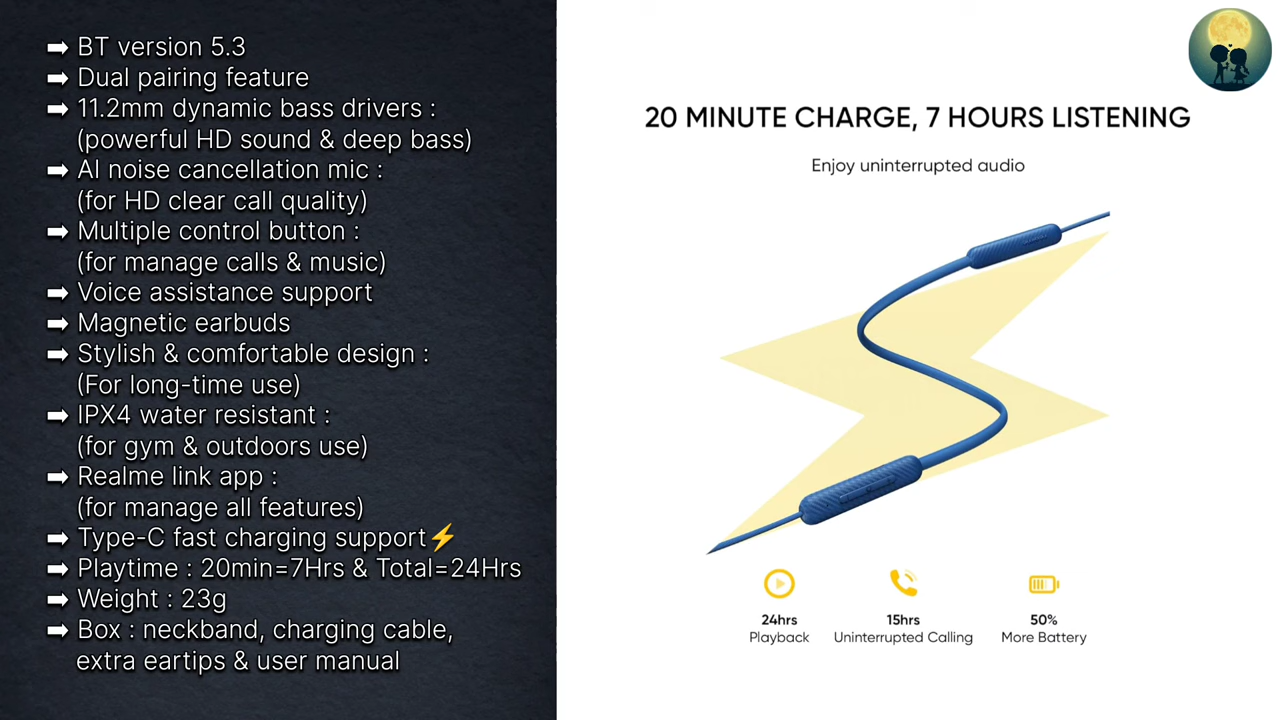 ➡ BT version 5.3
➡ Dual pairing feature
➡ 11.2mm dynamic bass drivers :
(powerful HD sound & deep bass)
➡ AI noise cancellation mic :
(for HD clear call quality)
➡ Multiple control button :
(for manage calls & music)
➡ Voice assistance support
➡ Magnetic earbuds
➡ Stylish & comfortable design :
(For long-time use)
➡ IPX4 water resistant :
(for gym & outdoors use)
➡ Realme link app :
(for manage all features)
➡ Type-C fast charging support⚡
➡ Playtime : 20min=7Hrs & Total=24Hrs
➡ Weight : 23g
➡ Box : neckband, charging cable,
extra eartips & user manual
20 MINUTE CHARGE, 7 HOURS LISTENING
Enjoy uninterrupted audio
24hrs
Playback
15hrs
Uninterrupted Calling
50%
More Battery